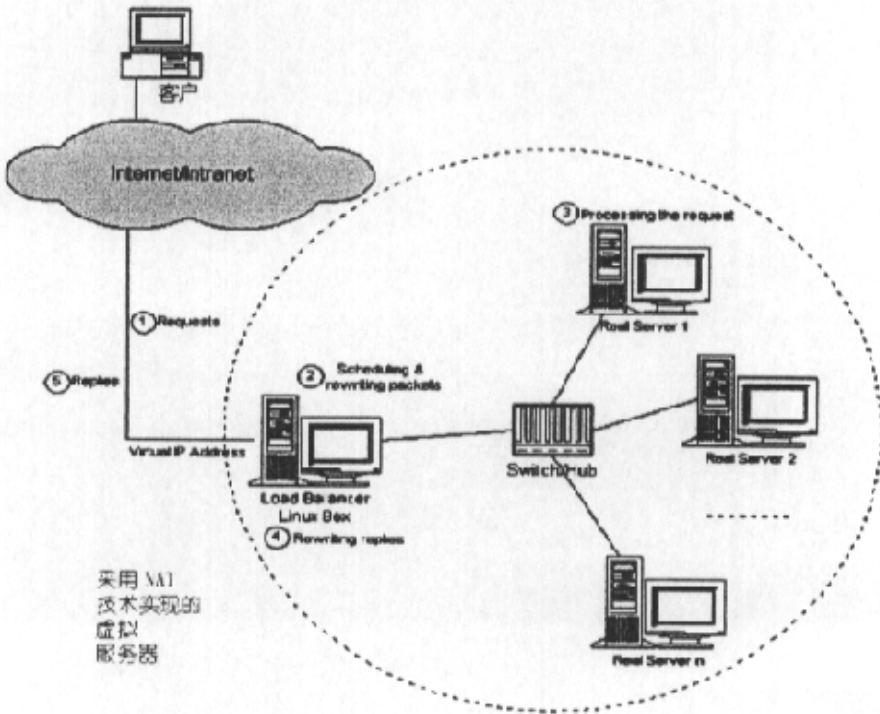 客户
Internet/Intranet
3 Processing the request
Real Server 1
1 Requests
2 Scheduling &
rewriting packets
5 Replies
Real Server 2
Virtual IP Address
Switch/Hub
Load Balancer
Linux Box
4 Rewriting replies
.........
采用 NAT
技术实现的
虚拟
服务器
Real Server n